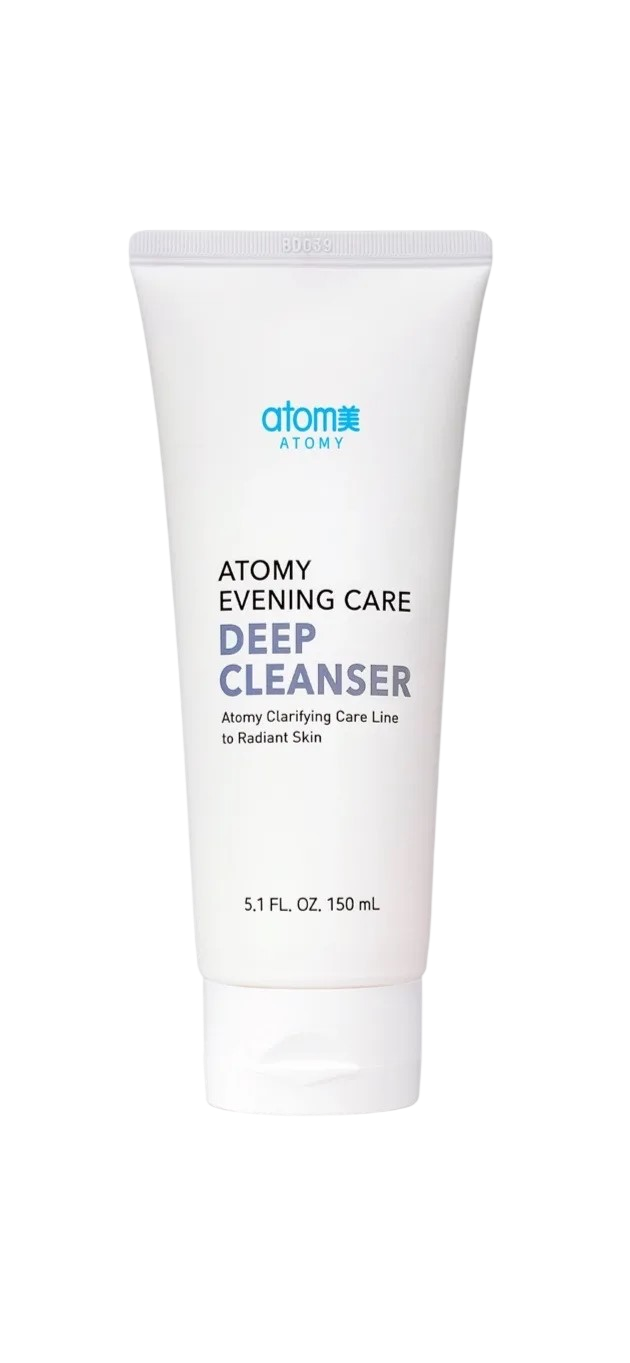 BD039
atom美
ATOMY
ATOMY
EVENING CARE
DEEP
CLEANSER
Atomy Clarifying Care Line
to Radiant Skin
5.1 FL. OZ. 150 mL